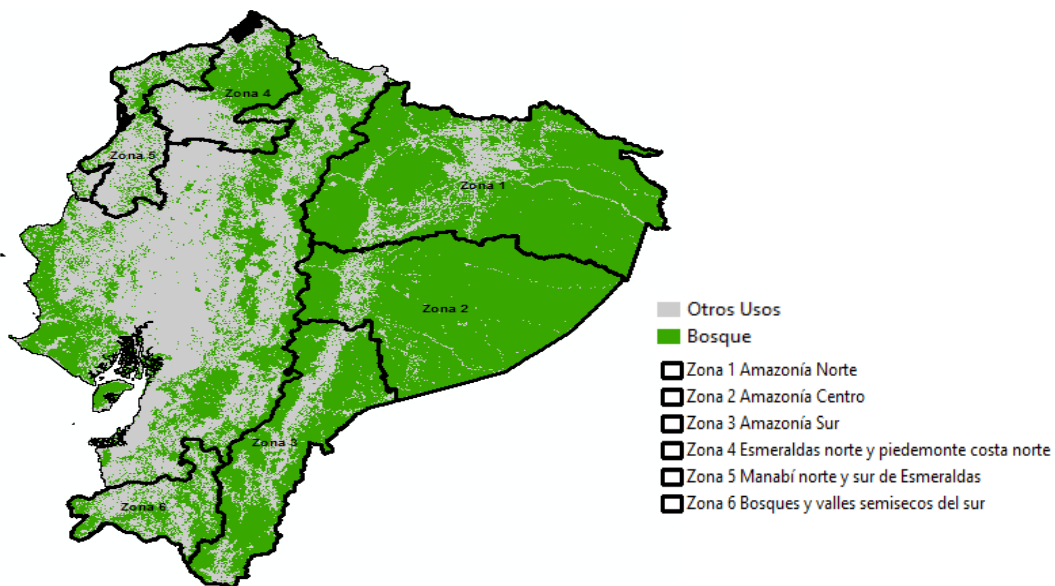 Zona 4
Zona 5
Zona 1
Zona 2
Zona 3
Zona 6
Otros Usos
Bosque
Zona 1 Amazonía Norte
Zona 2 Amazonía Centro
Zona 3 Amazonía Sur
Zona 4 Esmeraldas norte y piedemonte costa norte
Zona 5 Manabí norte y sur de Esmeraldas
Zona 6 Bosques y valles semisecos del sur